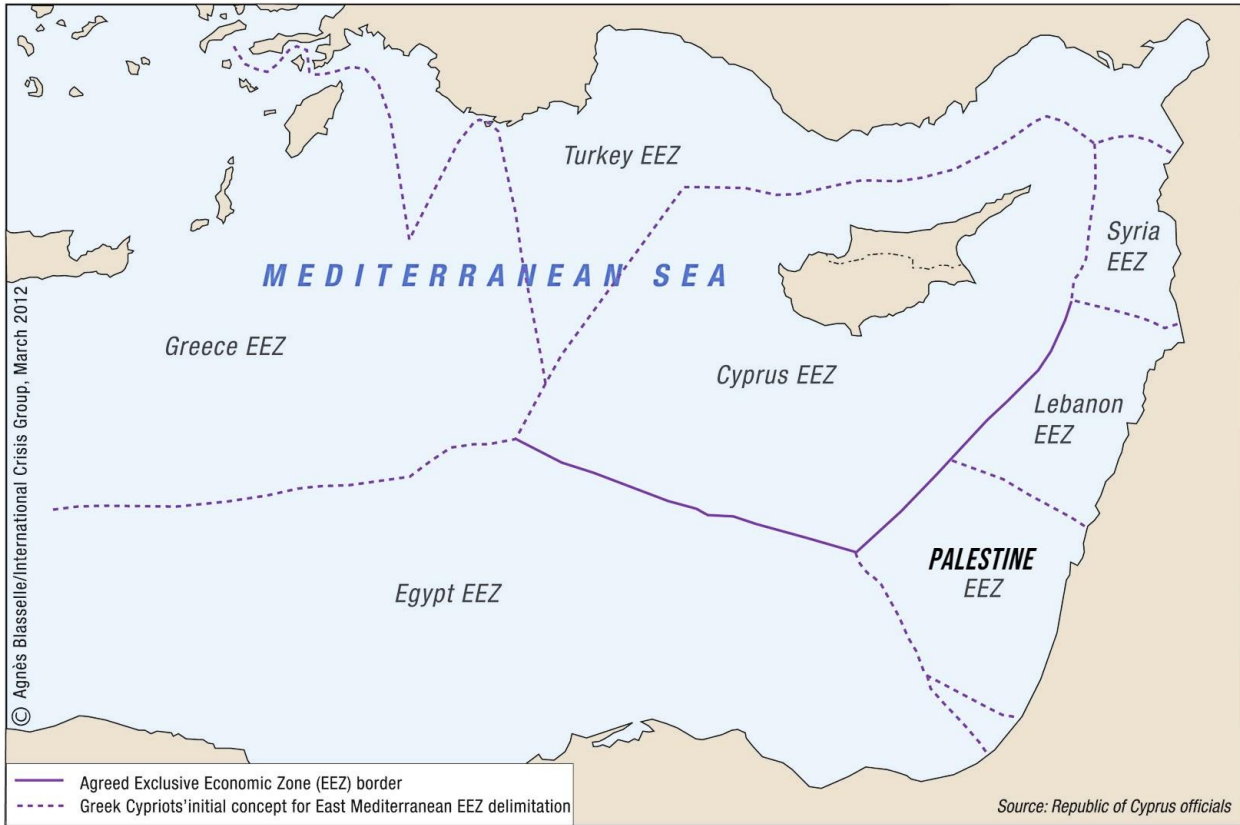 Turkey EEZ
Syria
EEZ
MEDITERRANEAN SEA
Greece EEZ
Cyprus EEZ
Lebanon
EEZ
PALESTINE
EEZ
Egypt EEZ
© Agnès Blasselle/International Crisis Group, March 2012
Agreed Exclusive Economic Zone (EEZ) border
Greek Cypriots'initial concept for East Mediterranean EEZ delimitation
Source: Republic of Cyprus officials